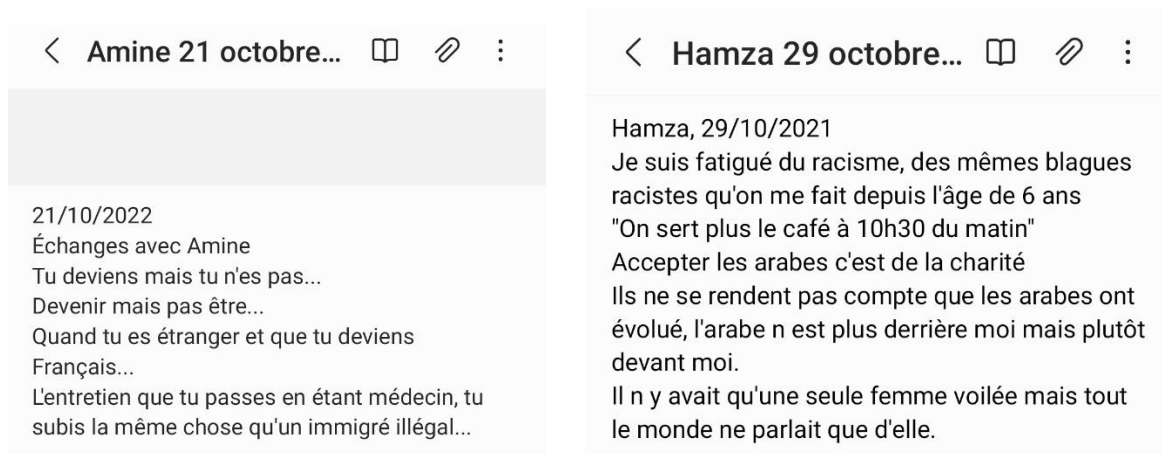 Amine 21 octobre...
21/10/2022
Échanges avec Amine
Tu deviens mais tu n'es pas...
Devenir mais pas être...
Quand tu es étranger et que tu deviens
Français...
L'entretien que tu passes en étant médecin, tu
subis la même chose qu'un immigré illégal...
Hamza 29 octobre...
Hamza, 29/10/2021
Je suis fatigué du racisme, des mêmes blagues
racistes qu'on me fait depuis l'âge de 6 ans
"On sert plus le café à 10h30 du matin"
Accepter les arabes c'est de la charité
Ils ne se rendent pas compte que les arabes ont
évolué, l'arabe n est plus derrière moi mais plutôt
devant moi.
Il n y avait qu'une seule femme voilée mais tout
le monde ne parlait que d'elle.